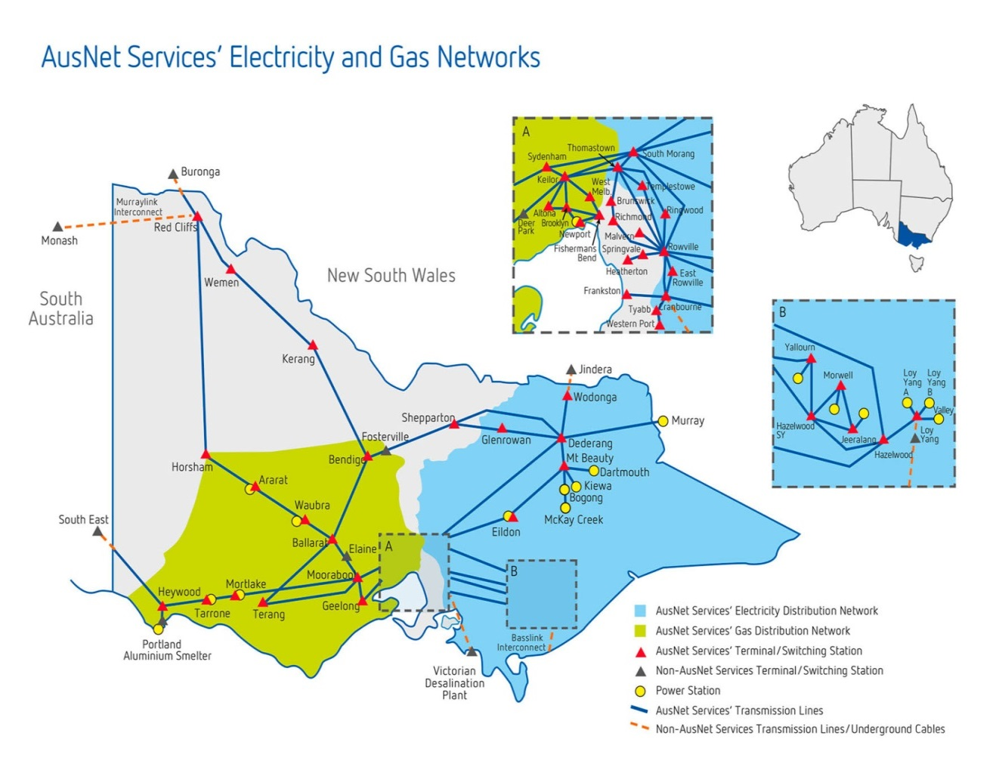 AusNet Services' Electricity and Gas Networks
A
Thomastown
South Morang
Sydenham
Keilor
West
Melb.
Templestowe
Altona
Brooklyn
Brunswick
Ringwood
Deer
Park
Newport
Richmond
Malvern
Fishermans
Bend
Springvale
Rowville
Heatherton
East
Rowville
Frankston
Tyabb
Cranbourne
Western Port
Buronga
Murraylink
Interconnect
Red Cliffs
Monash
Wemen
New South Wales
South
Australia
Kerang
B
Yallourn
Morwell
Loy
Yang
A
Loy
Yang
B
Valley
Hazelwood
SY
Jeeralang
Loy
Yang
Hazelwood
Jindera
Wodonga
Shepparton
Murray
Glenrowan
Fosterville
Dederang
Bendigo
Mt Beauty
Horsham
Dartmouth
Ararat
Kiewa
Bogong
Waubra
McKay Creek
South East
Eildon
Ballarat
Elaine
A
B
Moorabool
Mortlake
Heywood
Tarrone
Terang
Geelong
Portland
Aluminium Smelter
Basslink
Interconnect
Victorian
Desalination
Plant
AusNet Services' Electricity Distribution Network
AusNet Services' Gas Distribution Network
AusNet Services' Terminal/Switching Station
Non-AusNet Services Terminal/Switching Station
Power Station
AusNet Services' Transmission Lines
Non-AusNet Services Transmission Lines/Underground Cables